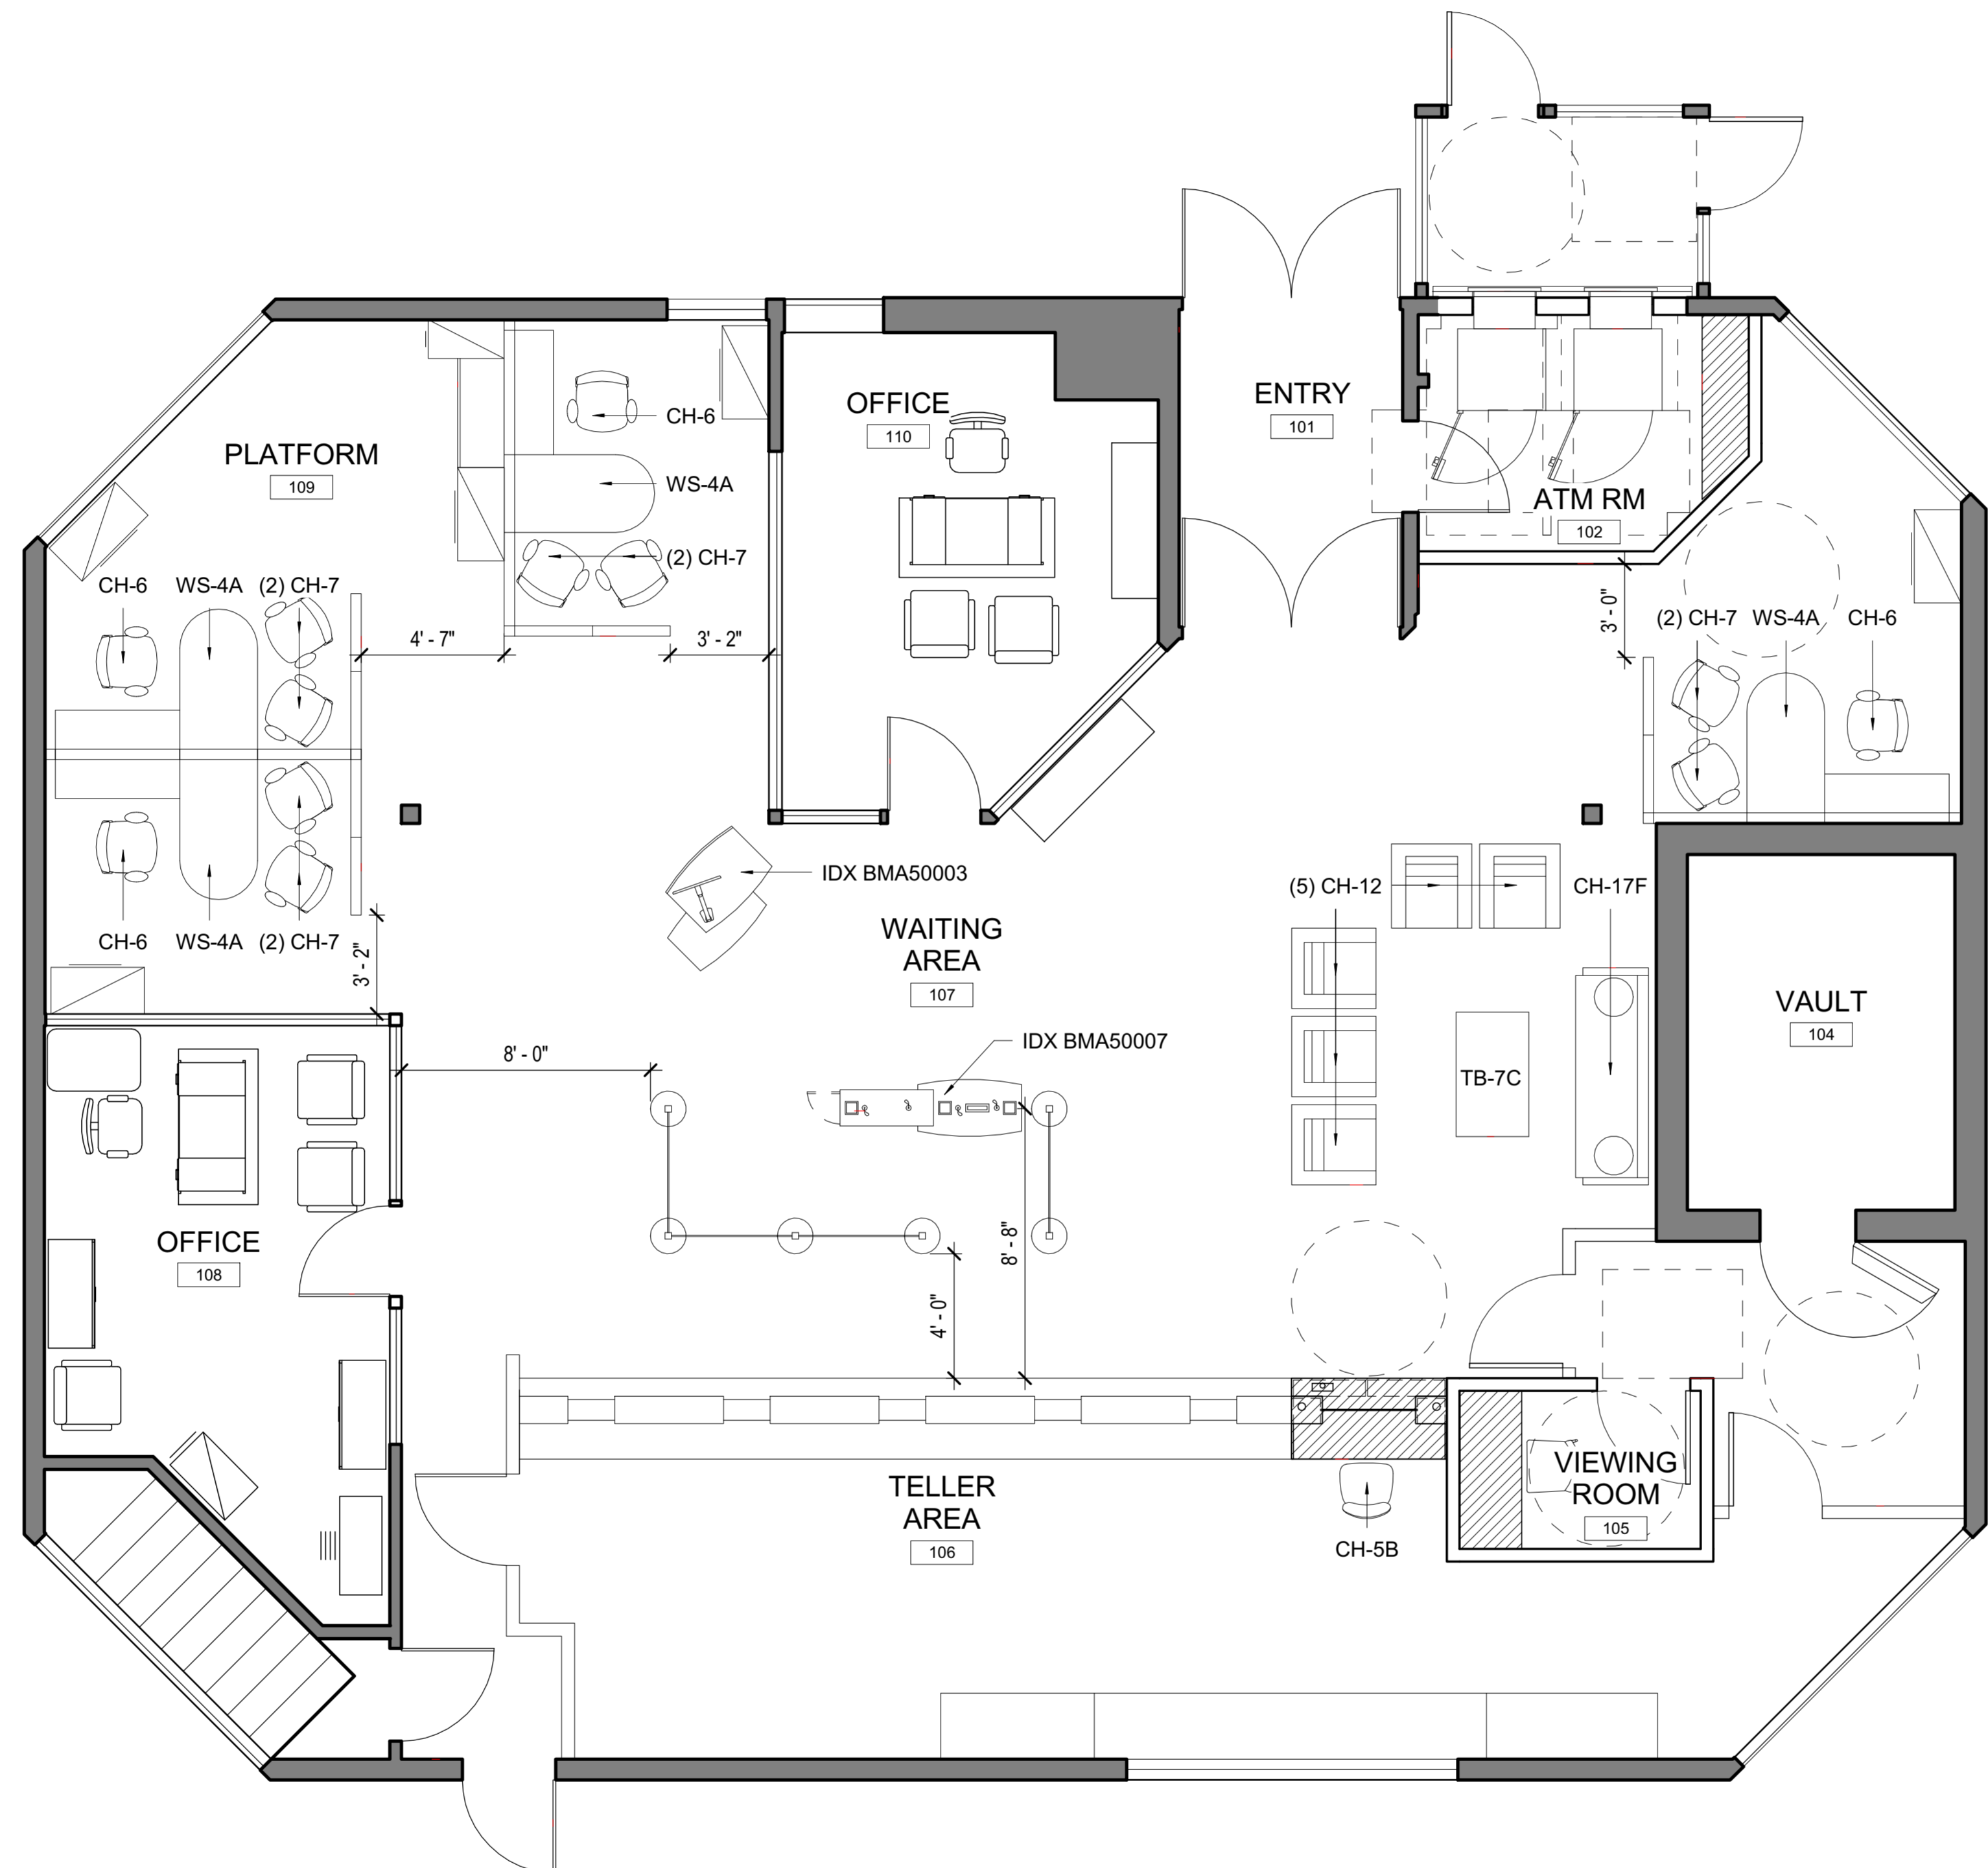 CH-6
OFFICE
110
ENTRY
101
PLATFORM
109
WS-4A
ATM RM
102
(2) CH-7
CH-6
WS-4A
(2) CH-7
4' - 7"
3' - 2"
3' - 0"
(2) CH-7
WS-4A
CH-6
IDX BMA50003
(5) CH-12
CH-17F
WAITING
AREA
107
CH-6
WS-4A
(2) CH-7
3' - 2"
VAULT
104
8' - 0"
IDX BMA50007
TB-7C
OFFICE
108
8' - 8"
4' - 0"
TELLER
AREA
106
VIEWING
ROOM
105
CH-5B